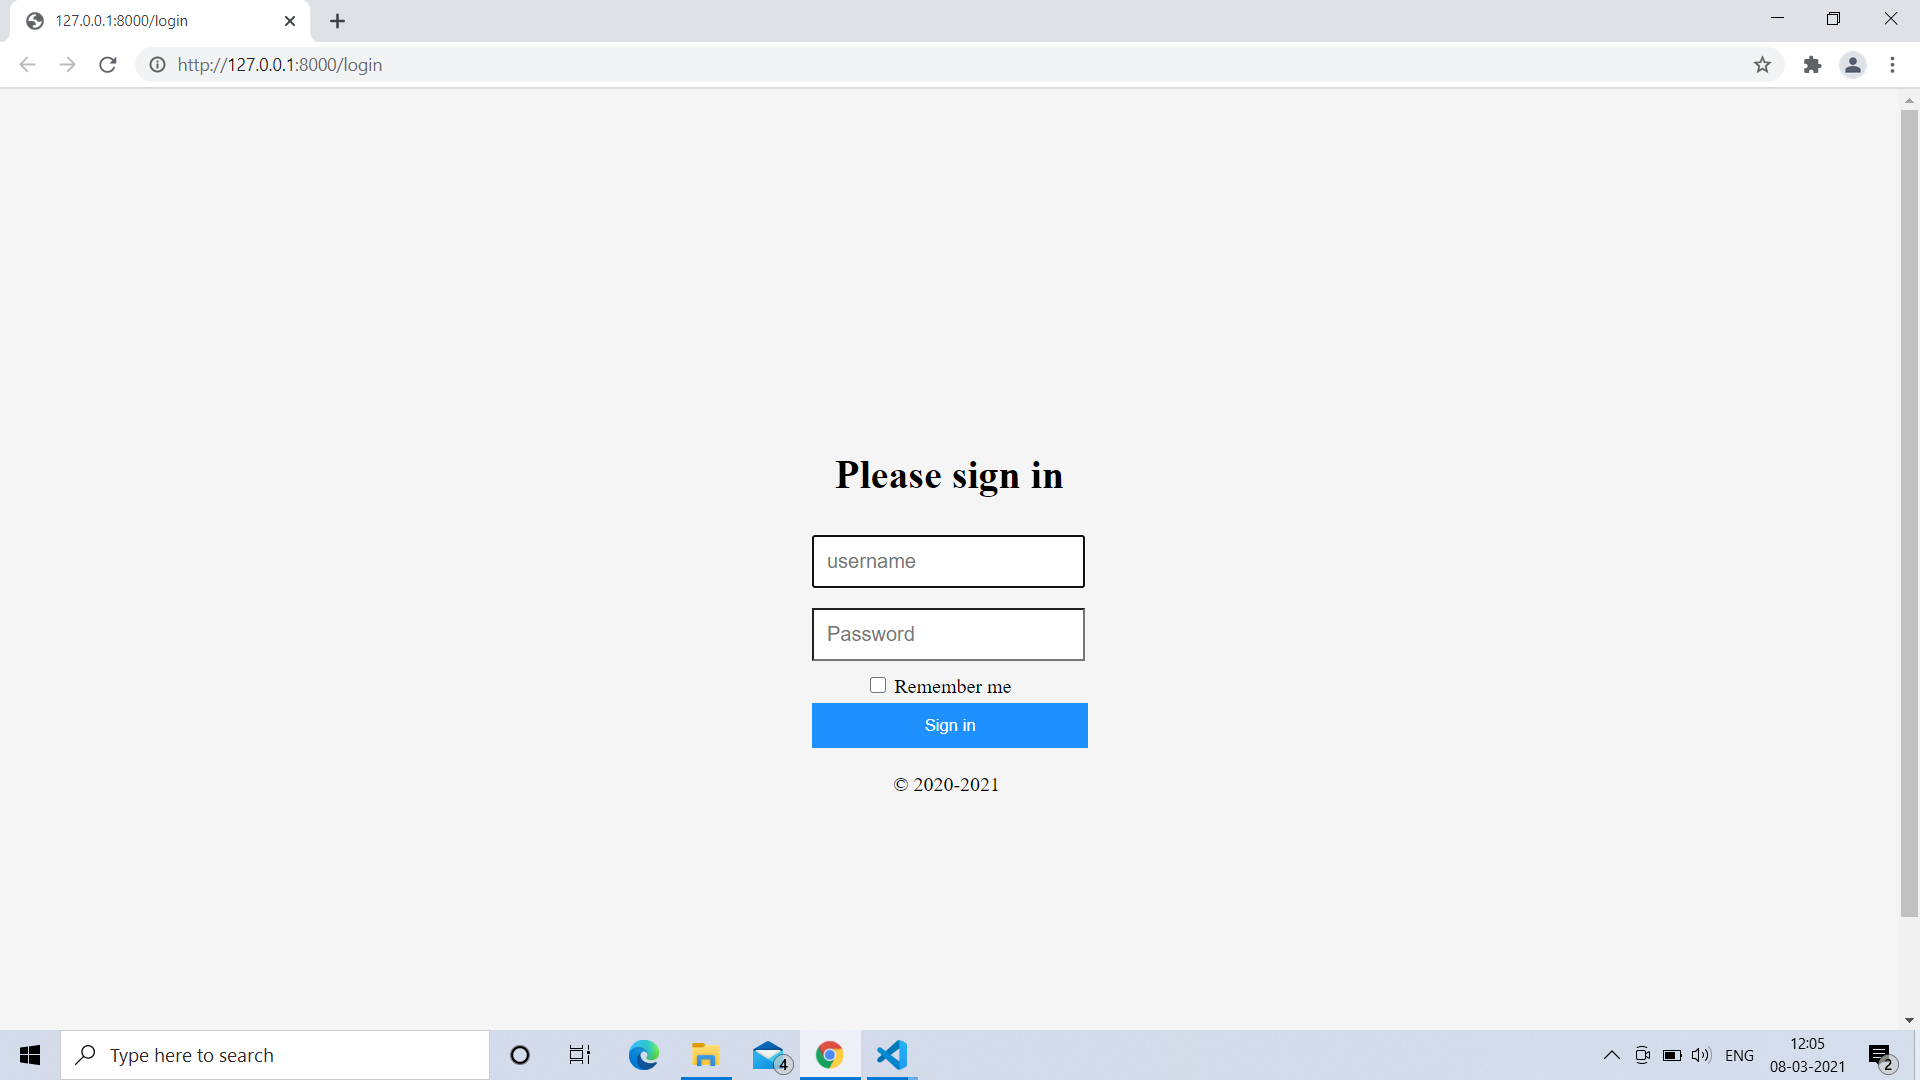 127.0.0.1:8000/login
http://127.0.0.1:8000/login
Please sign in
username
Password
Remember me
Sign in
© 2020-2021
Type here to search
4
ENG
12:05
08-03-2021
2